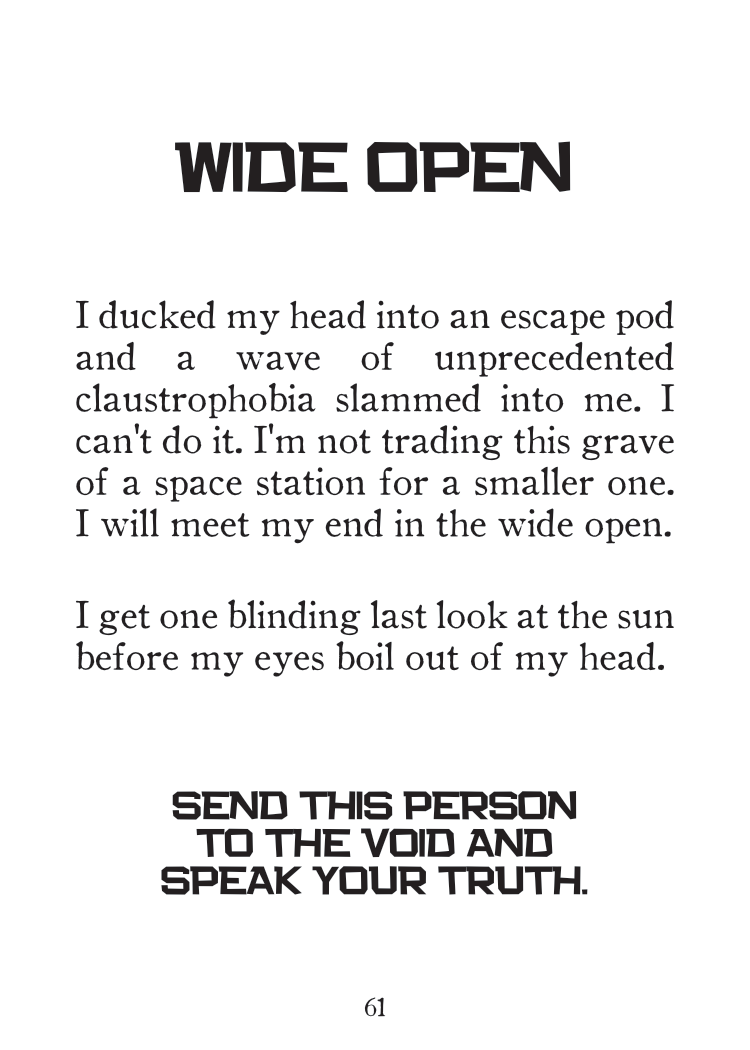 WIDE OPEN
I ducked my head into an escape pod
and a wave of unprecedented
claustrophobia slammed into me. I
can't do it. I'm not trading this grave
of a space station for a smaller one.
I will meet my end in the wide open.
I get one blinding last look at the sun
before my eyes boil out of my head.
SEND THIS PERSON
TO THE VOID AND
SPEAK YOUR TRUTH.
61